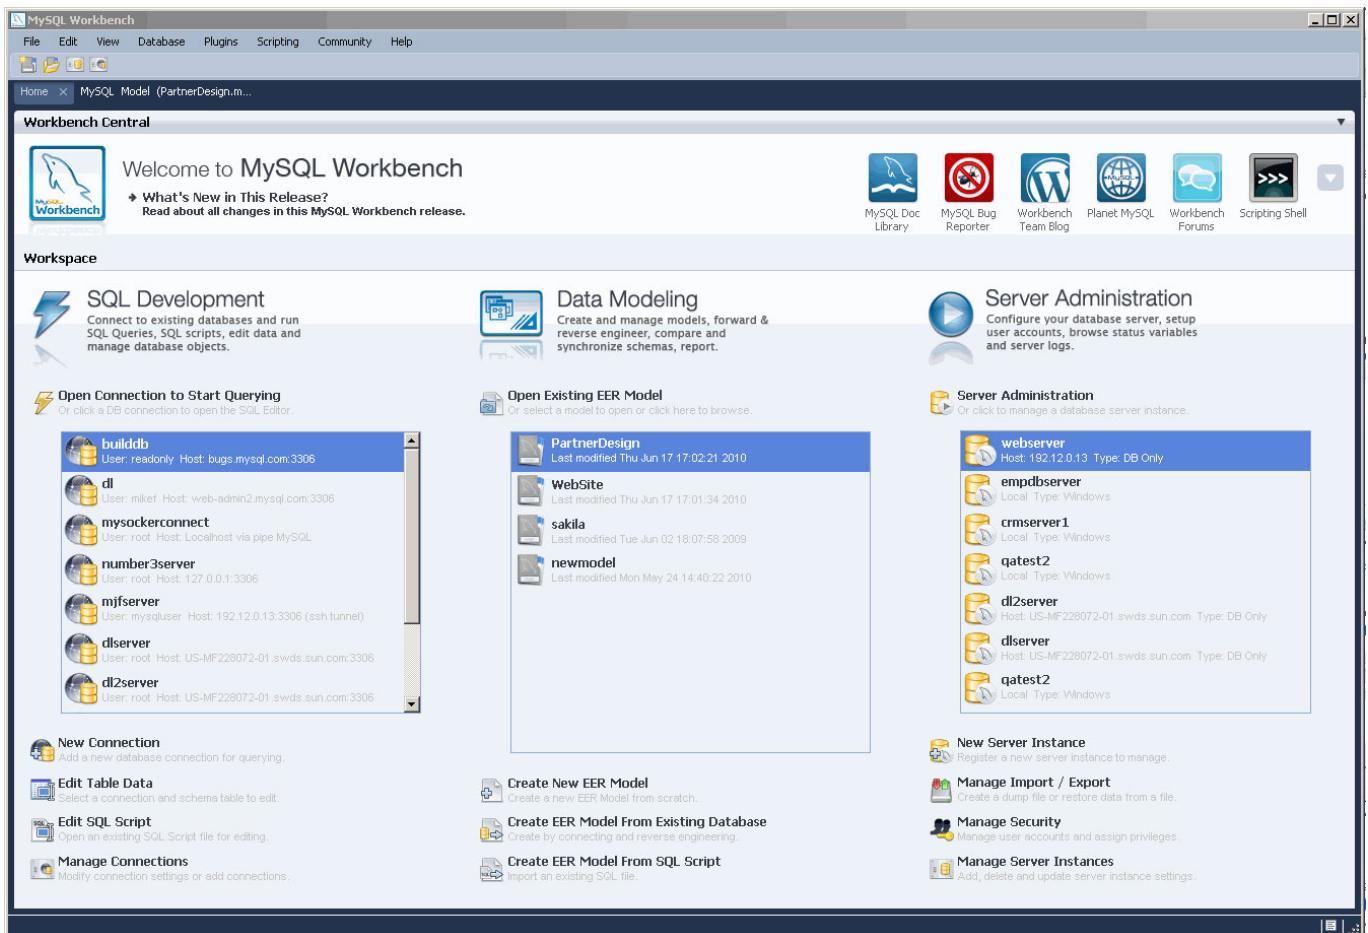 MySQL Workbench
File Edit View Database Plugins Scripting Community Help
Home MySQL Model (PartnerDesign.m...
Workbench Central
MySQL
Workbench
Welcome to MySQL Workbench
What's New in This Release?
Read about all changes in this MySQL Workbench release.
MySQL Doc
Library
MySQL Bug
Reporter
Workbench
Team Blog
MySQL
Planet MySQL
Workbench
Forums
>>>
Scripting Shell
Workspace
SQL Development
Connect to existing databases and run
SQL Queries, SQL scripts, edit data and
manage database objects.
Open Connection to Start Querying
Or click a DB connection to open the SQL Editor.
builddb
User: readonly Host: bugs.mysql.com:3306
dl
User: mikef Host: web-admin2.mysql.com:3306
mysockerconnect
User: root Host: Localhost via pipe MySQL
number3server
User: root Host: 127.0.0.1:3306
mjfserver
User: mysqluser Host: 192.12.0.13:3306 (ssh tunnel)
dlserver
User: root Host: US-MF228072-01.swds.sun.com:3306
dl2server
User: root Host: US-MF228072-01.swds.sun.com:3306
New Connection
Add a new database connection for querying.
Edit Table Data
Select a connection and schema table to edit.
Edit SQL Script
Open an existing SQL Script file for editing.
Manage Connections
Modify connection settings or add connections.
Data Modeling
Create and manage models, forward &
reverse engineer, compare and
synchronize schemas, report.
Open Existing EER Model
Or select a model to open or click here to browse.
PartnerDesign
Last modified Thu Jun 17 17:02:21 2010
WebSite
Last modified Thu Jun 17 17:01:34 2010
sakila
Last modified Tue Jun 02 18:07:58 2009
newmodel
Last modified Mon May 24 14:40:22 2010
Create New EER Model
Create a new EER Model from scratch.
Create EER Model From Existing Database
Create by connecting and reverse engineering.
Create EER Model From SQL Script
Import an existing SQL file.
Server Administration
Configure your database server, setup
user accounts, browse status variables
and server logs.
Server Administration
Or click to manage a database server instance.
webserver
Host: 192.12.0.13 Type: DB Only
empdbserver
Local Type: Windows
crmserver1
Local Type: Windows
qatest2
Local Type: Windows
dl2server
Host: US-MF228072-01.swds.sun.com Type: DB Only
dlserver
Host: US-MF228072-01.swds.sun.com Type: DB Only
qatest2
Local Type: Windows
New Server Instance
Register a new server instance to manage.
Manage Import / Export
Create a dump file or restore data from a file.
Manage Security
Manage user accounts and assign privileges.
Manage Server Instances
Add, delete and update server instance settings.